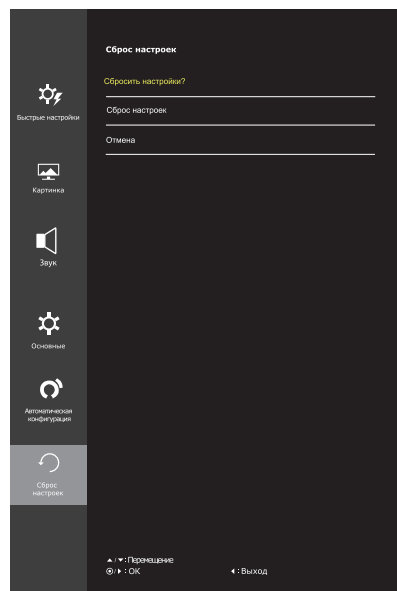 Сброс настроек
Сбросить настройки?
Сброс настроек
Отмена
Быстрые настройки
Картинка
Звук
Основные
Автоматическая
конфигурация
Сброс
настроек
▲/▼: Перемещение
◉/▶ : OK
◀ : Выход